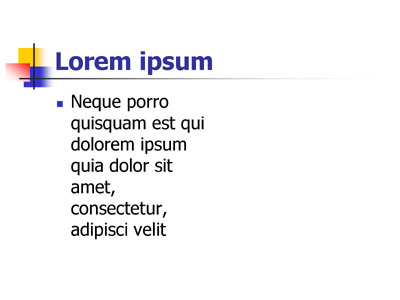 Lorem ipsum
Neque porro
quisquam est qui
dolorem ipsum
quia dolor sit
amet,
consectetur,
adipisci velit